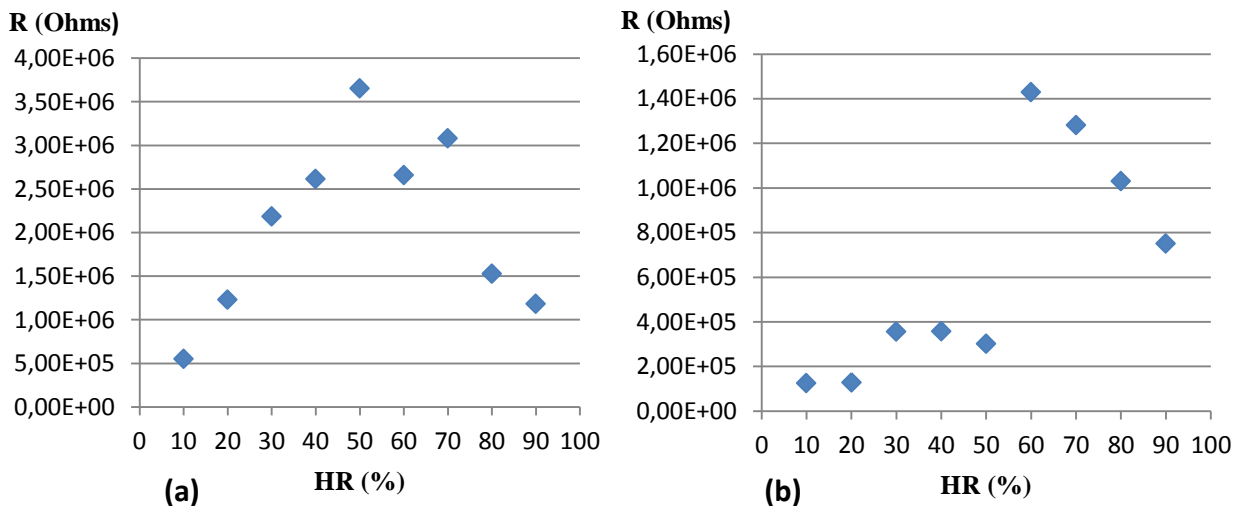 R (Ohms)
4,00E+06
3,50E+06
3,00E+06
2,50E+06
2,00E+06
1,50E+06
1,00E+06
5,00E+05
0,00E+00
0 10 20 30 40 50 60 70 80 90 100
(a) HR (%)
R (Ohms)
1,60E+06
1,40E+06
1,20E+06
1,00E+06
8,00E+05
6,00E+05
4,00E+05
2,00E+05
0,00E+00
0 10 20 30 40 50 60 70 80 90 100
(b) HR (%)